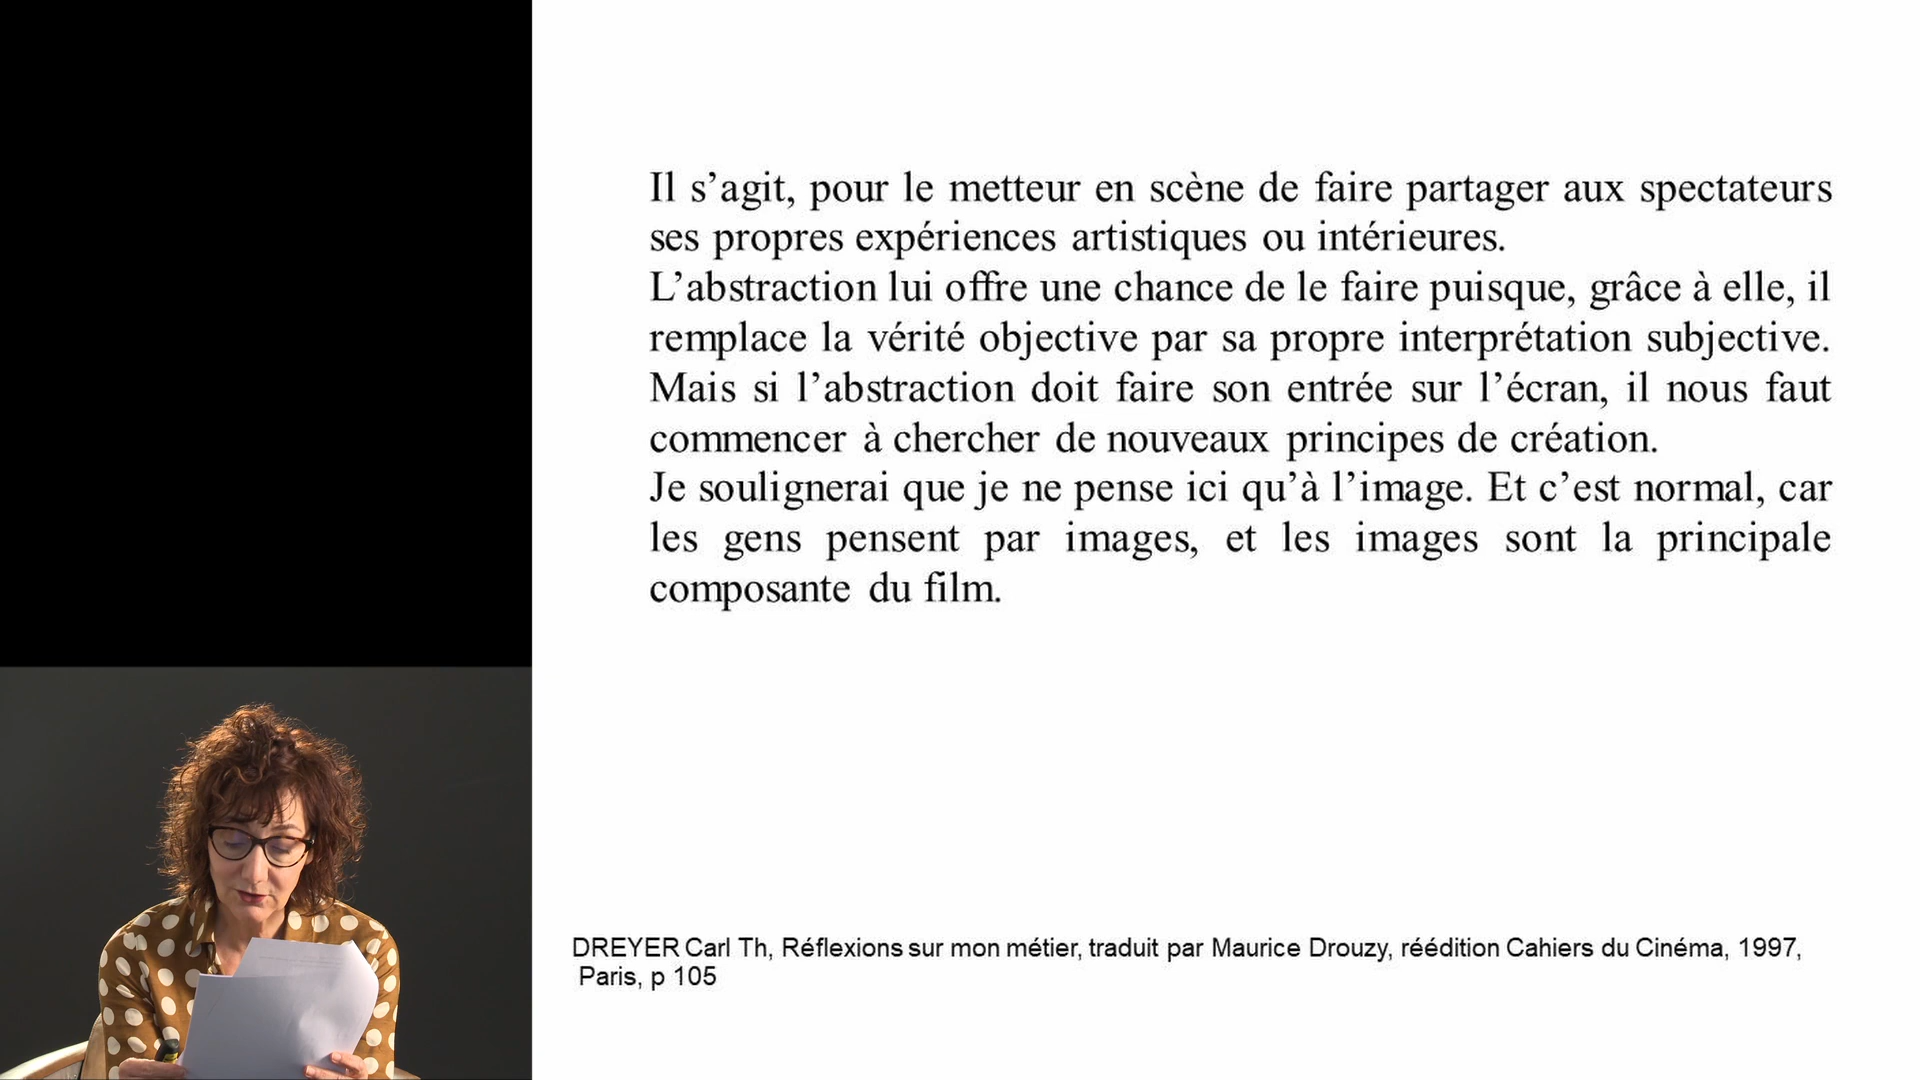 Il s’agit, pour le metteur en scène de faire partager aux spectateurs
ses propres expériences artistiques ou intérieures.
L’abstraction lui offre une chance de le faire puisque, grâce à elle, il
remplace la vérité objective par sa propre interprétation subjective.
Mais si l’abstraction doit faire son entrée sur l’écran, il nous faut
commencer à chercher de nouveaux principes de création.
Je soulignerai que je ne pense ici qu’à l’image. Et c’est normal, car
les gens pensent par images, et les images sont la principale
composante du film.
DREYER Carl Th, Réflexions sur mon métier, traduit par Maurice Drouzy, réédition Cahiers du Cinéma, 1997,
Paris, p 105